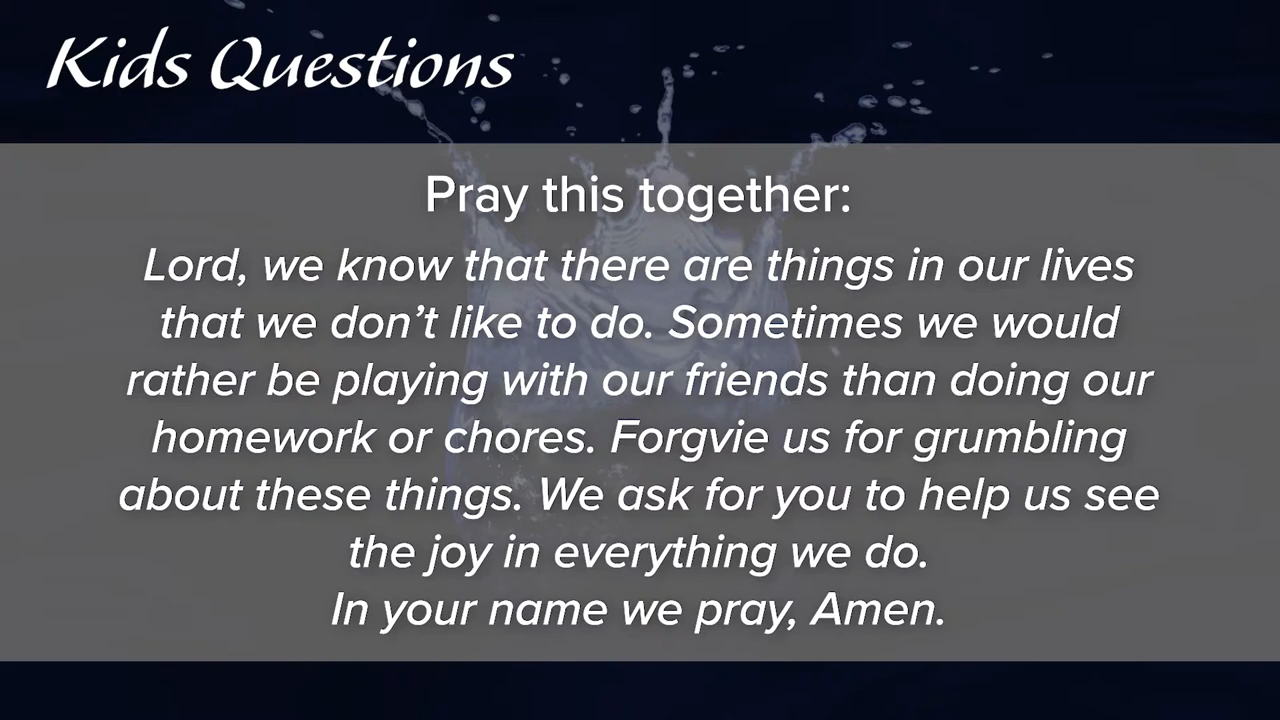 Kids Questions
Pray this together:
Lord, we know that there are things in our lives
that we don’t like to do. Sometimes we would
rather be playing with our friends than doing our
homework or chores. Forgvie us for grumbling
about these things. We ask for you to help us see
the joy in everything we do.
In your name we pray, Amen.